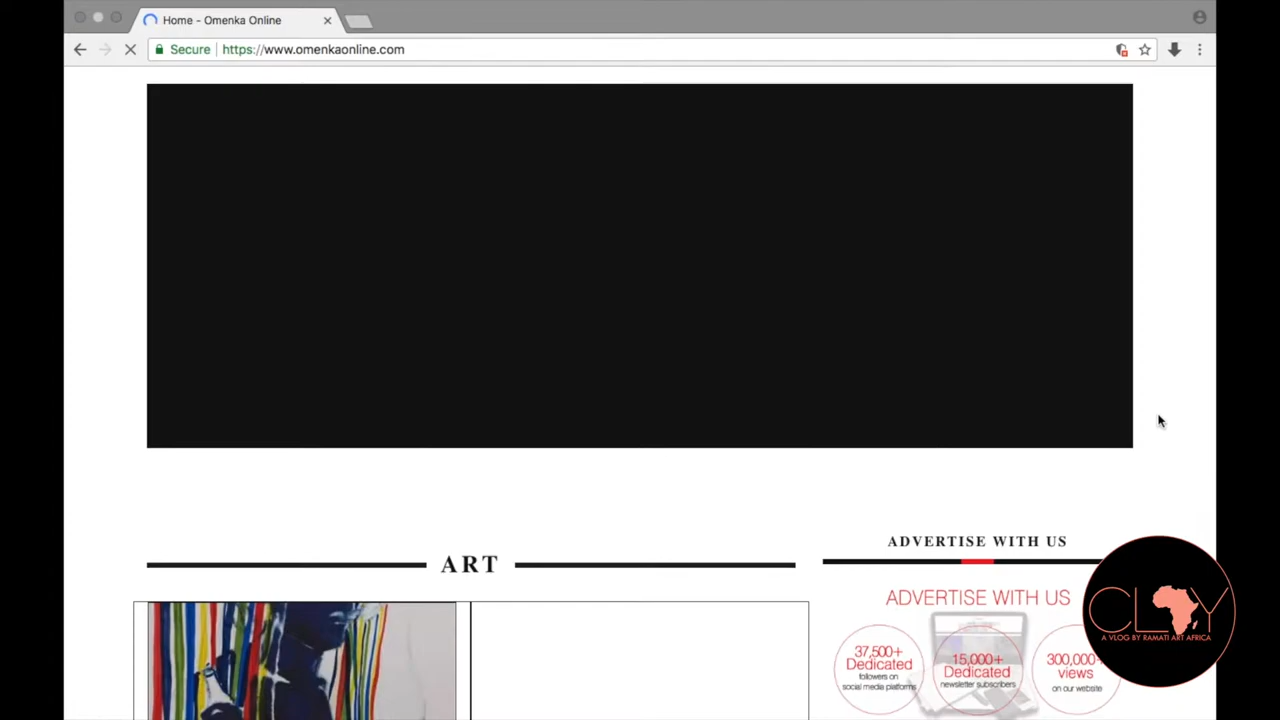 Home - Omenka Online
Secure https://www.omenkaonline.com
ART
ADVERTISE WITH US
ADVERTISE WITH US
37,500+
Dedicated
followers on
social media platforms
15,000+
Dedicated
newsletter subscribers
300,000+
views
on our website
CLAY
A VLOG BY RAMATI ART AFRICA